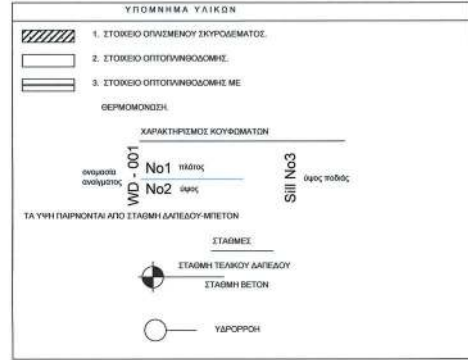 ΥΠΟΜΝΗΜΑ ΥΛΙΚΩΝ
1. ΣΤΟΙΧΕΙΟ ΟΠΛΙΣΜΕΝΟΥ ΣΚΥΡΟΔΕΜΑΤΟΣ.
2. ΣΤΟΙΧΕΙΟ ΟΠΤΟΠΛΙΝΘΟΔΟΜΗΣ.
3. ΣΤΟΙΧΕΙΟ ΟΠΤΟΠΛΙΝΘΟΔΟΜΗΣ ΜΕ
ΘΕΡΜΟΜΟΝΩΣΗ.
ΧΑΡΑΚΤΗΡΙΣΜΟΣ ΚΟΥΦΩΜΑΤΩΝ
ονομασία
ανοίγματος
WD - 001
No1 πλάτος
No2 ύψος
Sill No3
ύψος ποδιάς
ΤΑ ΥΨΗ ΠΑΙΡΝΟΝΤΑΙ ΑΠΟ ΣΤΑΘΜΗ ΔΑΠΕΔΟΥ-ΜΠΕΤΟΝ
ΣΤΑΘΜΕΣ
ΣΤΑΘΜΗ ΤΕΛΙΚΟΥ ΔΑΠΕΔΟΥ
ΣΤΑΘΜΗ ΒΕΤΟΝ
ΥΔΡΟΡΡΟΗ